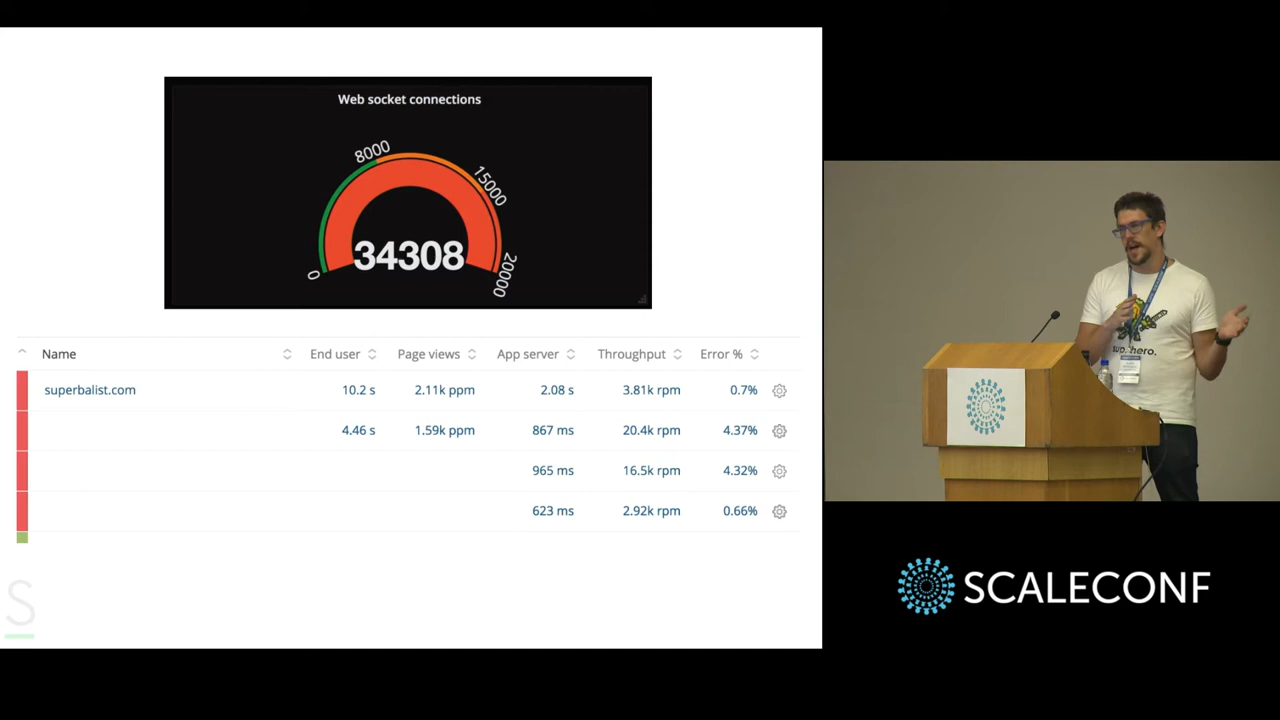 Web socket connections
0
8000
15000
20000
34308
Name End user Page views App server Throughput Error %
superbalist.com 10.2 s 2.11k ppm 2.08 s 3.81k rpm 0.7%
4.46 s 1.59k ppm 867 ms 20.4k rpm 4.37%
965 ms 16.5k rpm 4.32%
623 ms 2.92k rpm 0.66%
S
SCALECONF